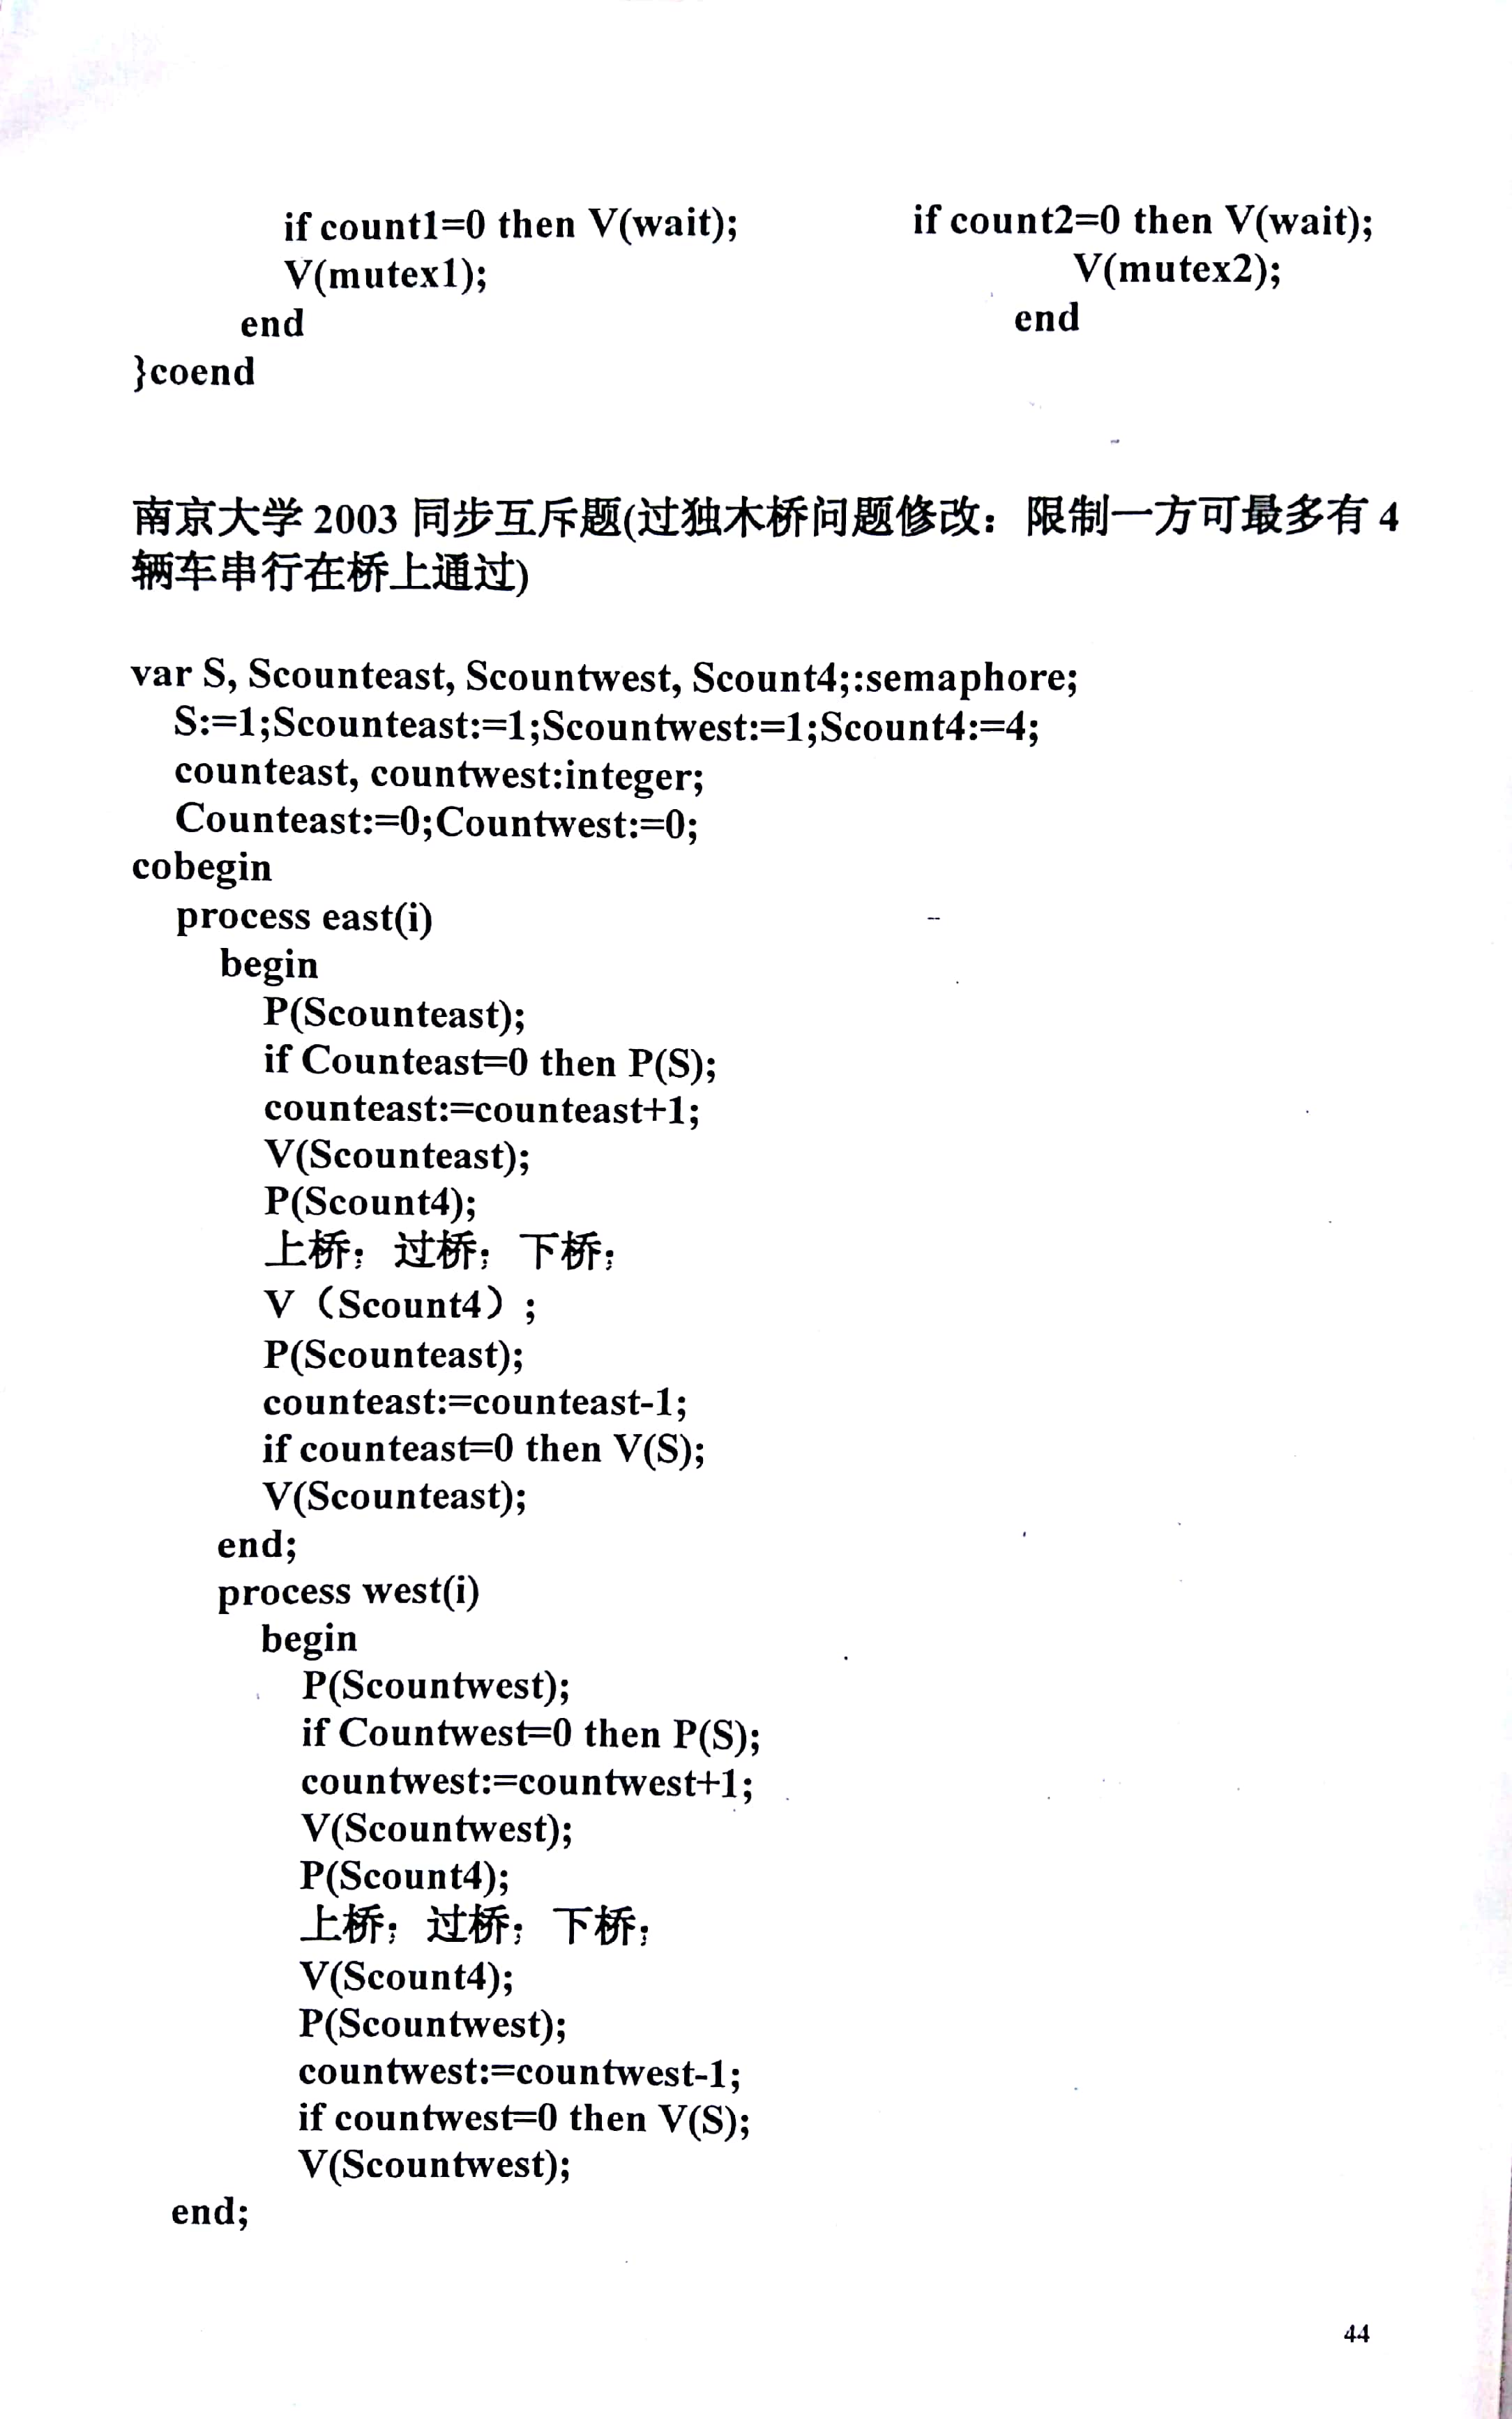 if count1=0 then V(wait);    if count2=0 then V(wait);
V(mutex1);    V(mutex2);
end    end
}coend
南京大学 2003 同步互斥题(过独木桥问题修改：限制一方可最多有 4
辆车串行在桥上通过)
var S, Scounteast, Scountwest, Scount4;:semaphore;
S:=1;Scounteast:=1;Scountwest:=1;Scount4:=4;
counteast, countwest:integer;
Counteast:=0;Countwest:=0;
cobegin
process east(i)
begin
P(Scounteast);
if Counteast=0 then P(S);
counteast:=counteast+1;
V(Scounteast);
P(Scount4);
上桥；过桥；下桥；
V（Scount4）;
P(Scounteast);
counteast:=counteast-1;
if counteast=0 then V(S);
V(Scounteast);
end;
process west(i)
begin
P(Scountwest);
if Countwest=0 then P(S);
countwest:=countwest+1;
V(Scountwest);
P(Scount4);
上桥；过桥；下桥；
V(Scount4);
P(Scountwest);
countwest:=countwest-1;
if countwest=0 then V(S);
V(Scountwest);
end;
44